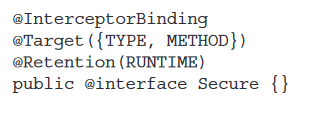 @InterceptorBinding
@Target({TYPE, METHOD})
@Retention(RUNTIME)
public @interface Secure {}